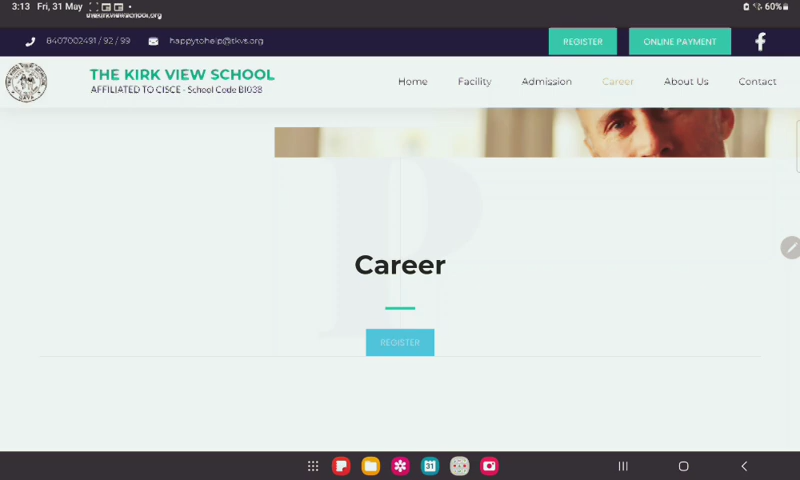 3:13 Fri, 31 May
60%
thekirkviewschool.org
8407002491 / 92 / 99
happytohelp@tkvs.org
REGISTER
ONLINE PAYMENT
THE KIRK VIEW SCHOOL
AFFILIATED TO CISCE - School Code BI038
Home
Facility
Admission
Career
About Us
Contact
P
Career
REGISTER
31